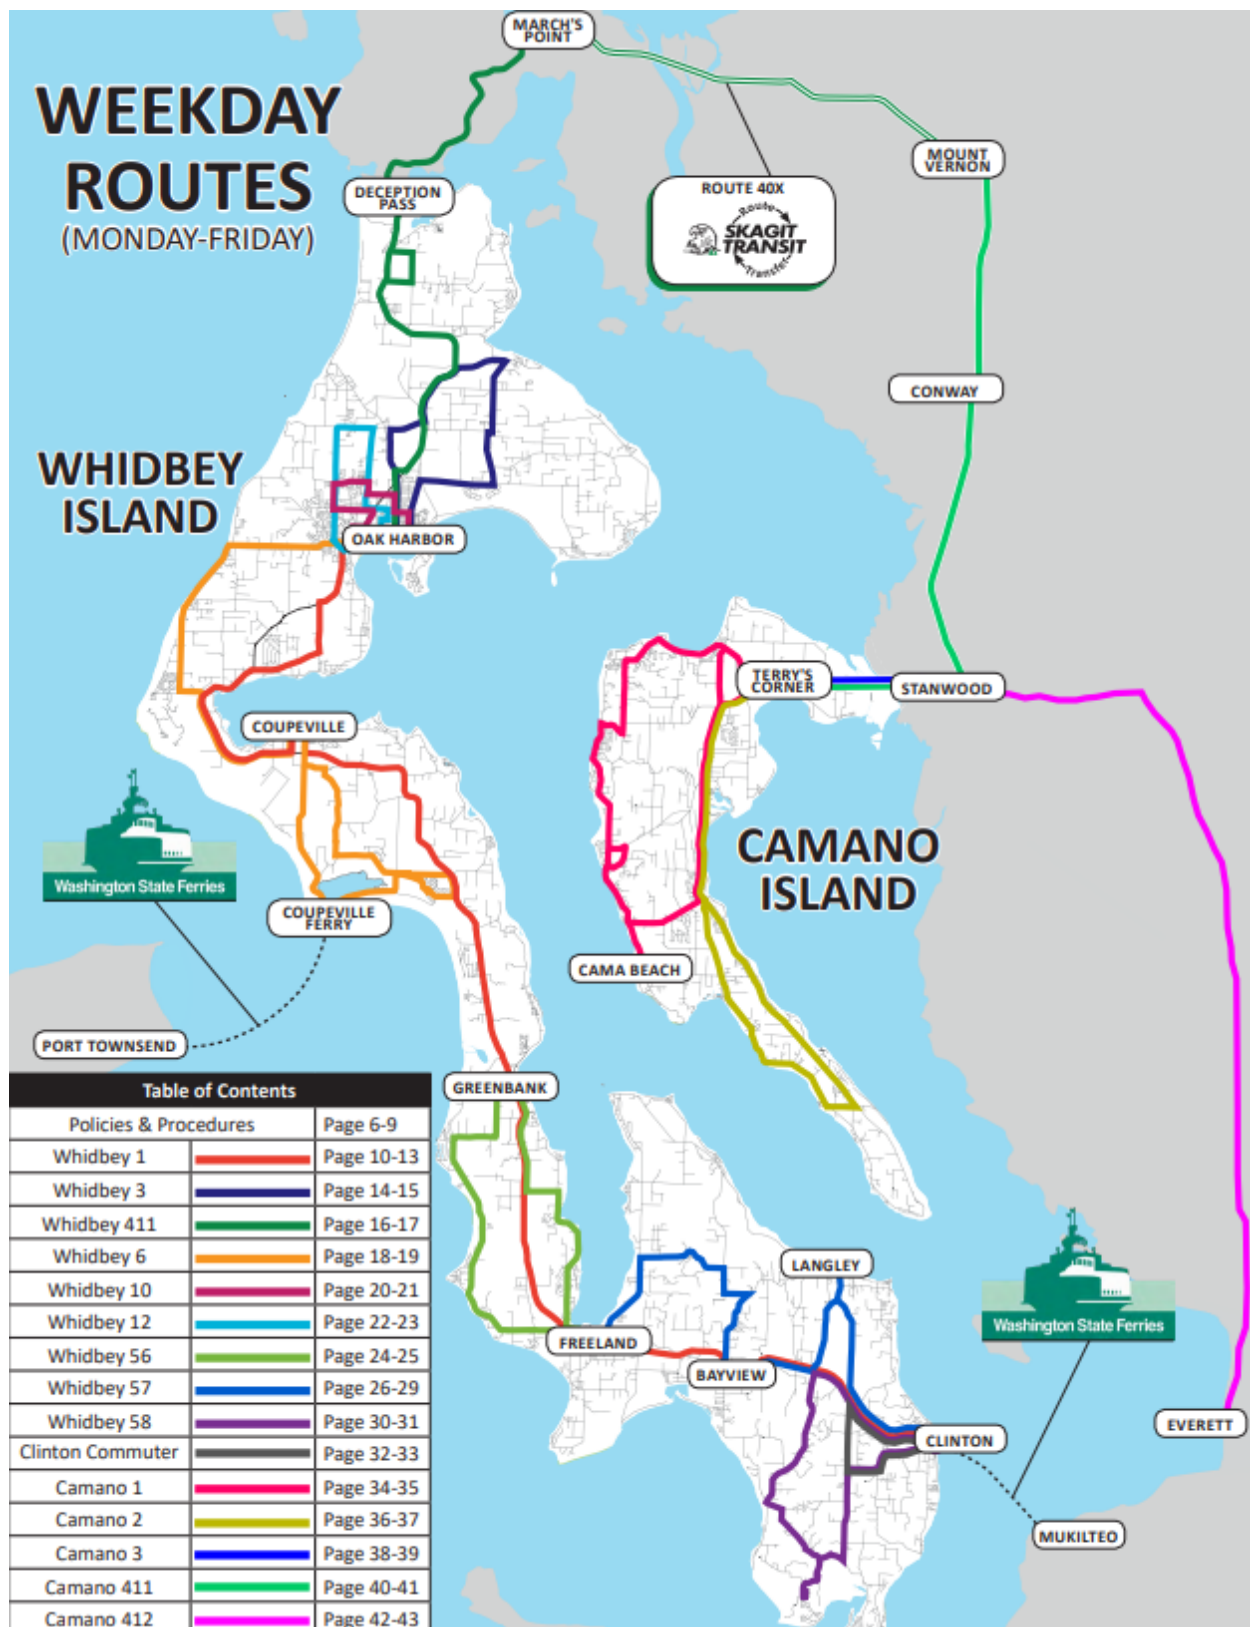 MARCH'S
POINT
WEEKDAY
ROUTES
(MONDAY-FRIDAY)
MOUNT
VERNON
DECEPTION
PASS
ROUTE 40X
Route
SKAGIT
TRANSIT
Transfer
CONWAY
WHIDBEY
ISLAND
OAK HARBOR
TERRY'S
CORNER
STANWOOD
COUPEVILLE
CAMANO
ISLAND
Washington State Ferries
COUPEVILLE
FERRY
CAMA BEACH
PORT TOWNSEND
GREENBANK
Table of Contents
Policies & Procedures Page 6-9
Whidbey 1 Page 10-13
Whidbey 3 Page 14-15
Whidbey 411 Page 16-17
Whidbey 6 Page 18-19
Whidbey 10 Page 20-21
Whidbey 12 Page 22-23
Whidbey 56 Page 24-25
Whidbey 57 Page 26-29
Whidbey 58 Page 30-31
Clinton Commuter Page 32-33
Camano 1 Page 34-35
Camano 2 Page 36-37
Camano 3 Page 38-39
Camano 411 Page 40-41
Camano 412 Page 42-43
LANGLEY
Washington State Ferries
FREELAND
BAYVIEW
EVERETT
CLINTON
MUKILTEO